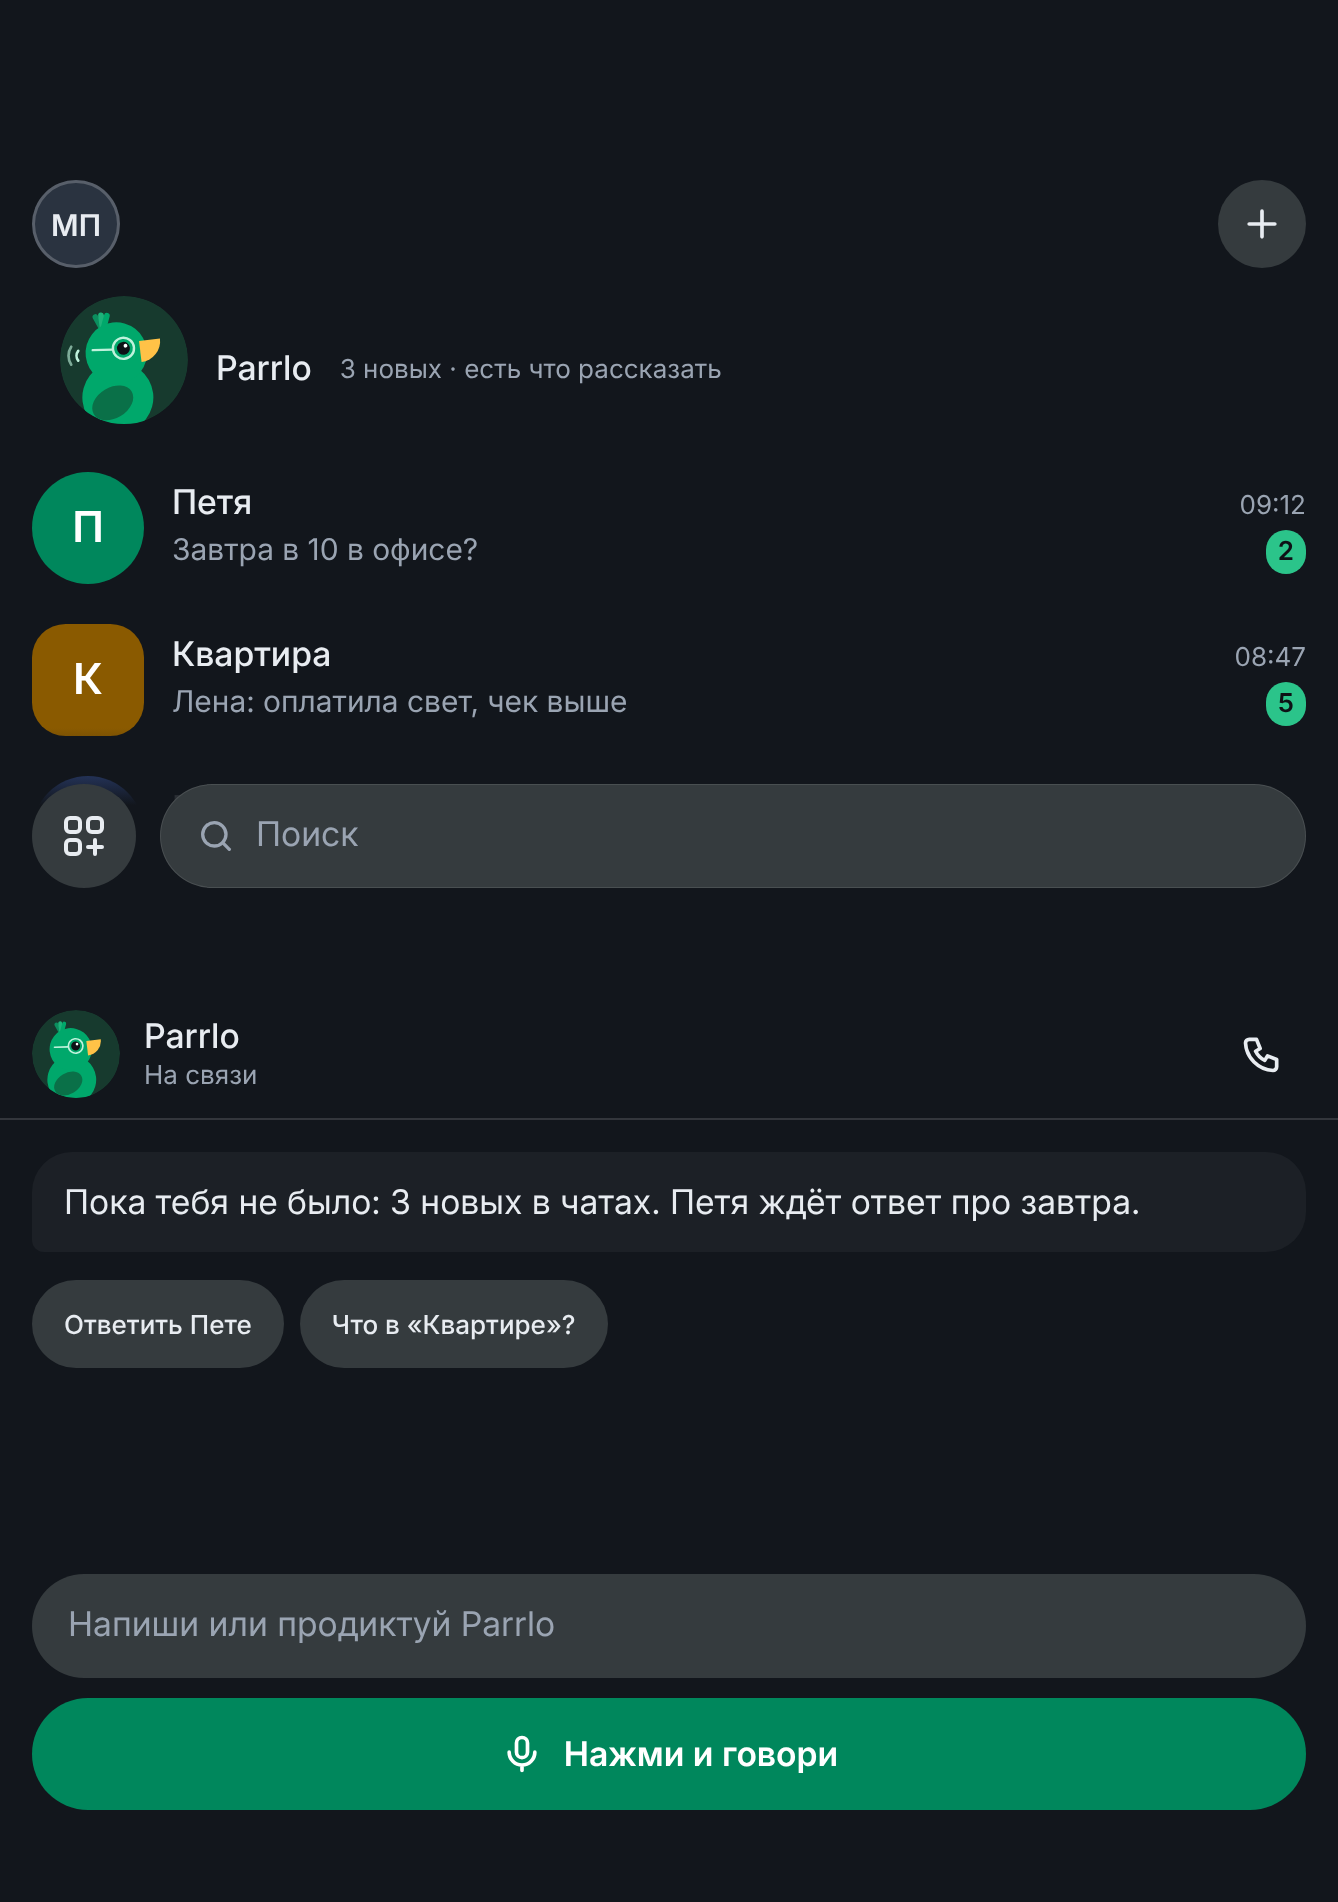 МП
Parrlo 3 новых · есть что рассказать
П
Петя
09:12
Завтра в 10 в офисе?
2
К
Квартира
08:47
Лена: оплатила свет, чек выше
5
Поиск
Parrlo
На связи
Пока тебя не было: 3 новых в чатах. Петя ждёт ответ про завтра.
Ответить Пете
Что в «Квартире»?
Напиши или продиктуй Parrlo
Нажми и говори